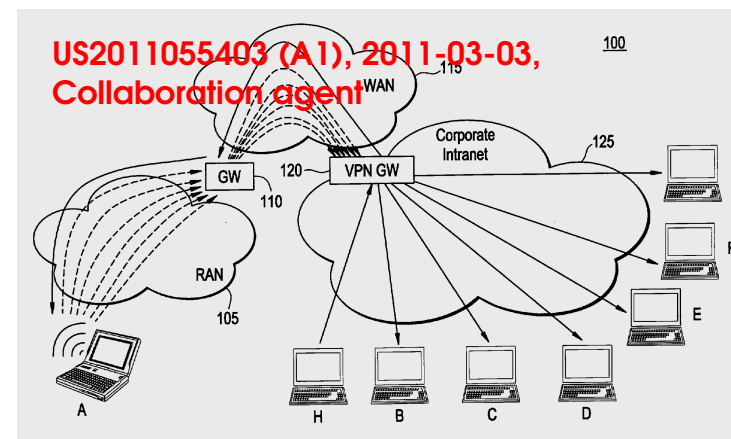 US2011055403 (A1), 2011-03-03,
Collaboration agent
100
115
WAN
Corporate
Intranet
125
GW
120
VPN GW
110
RAN
105
F
E
A
H
B
C
D